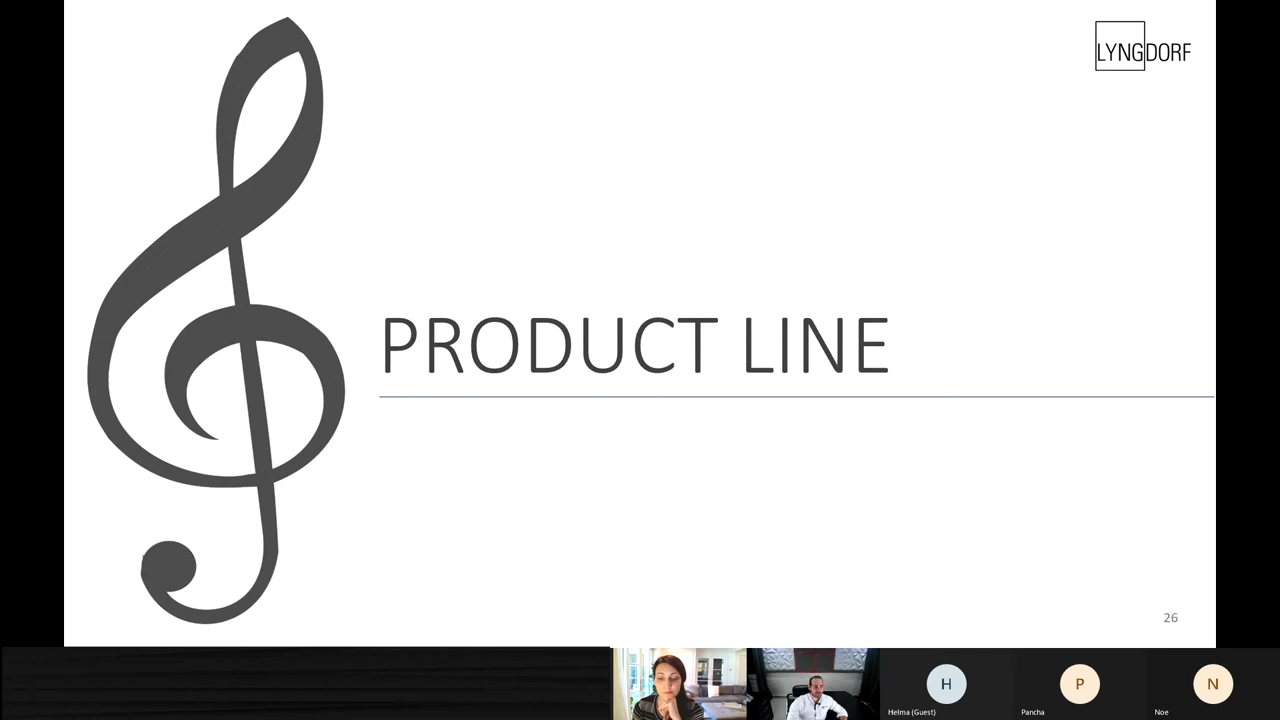 LYNGDORF
PRODUCT LINE
26
H
P
N
Helma (Guest)
Pancha
Noe